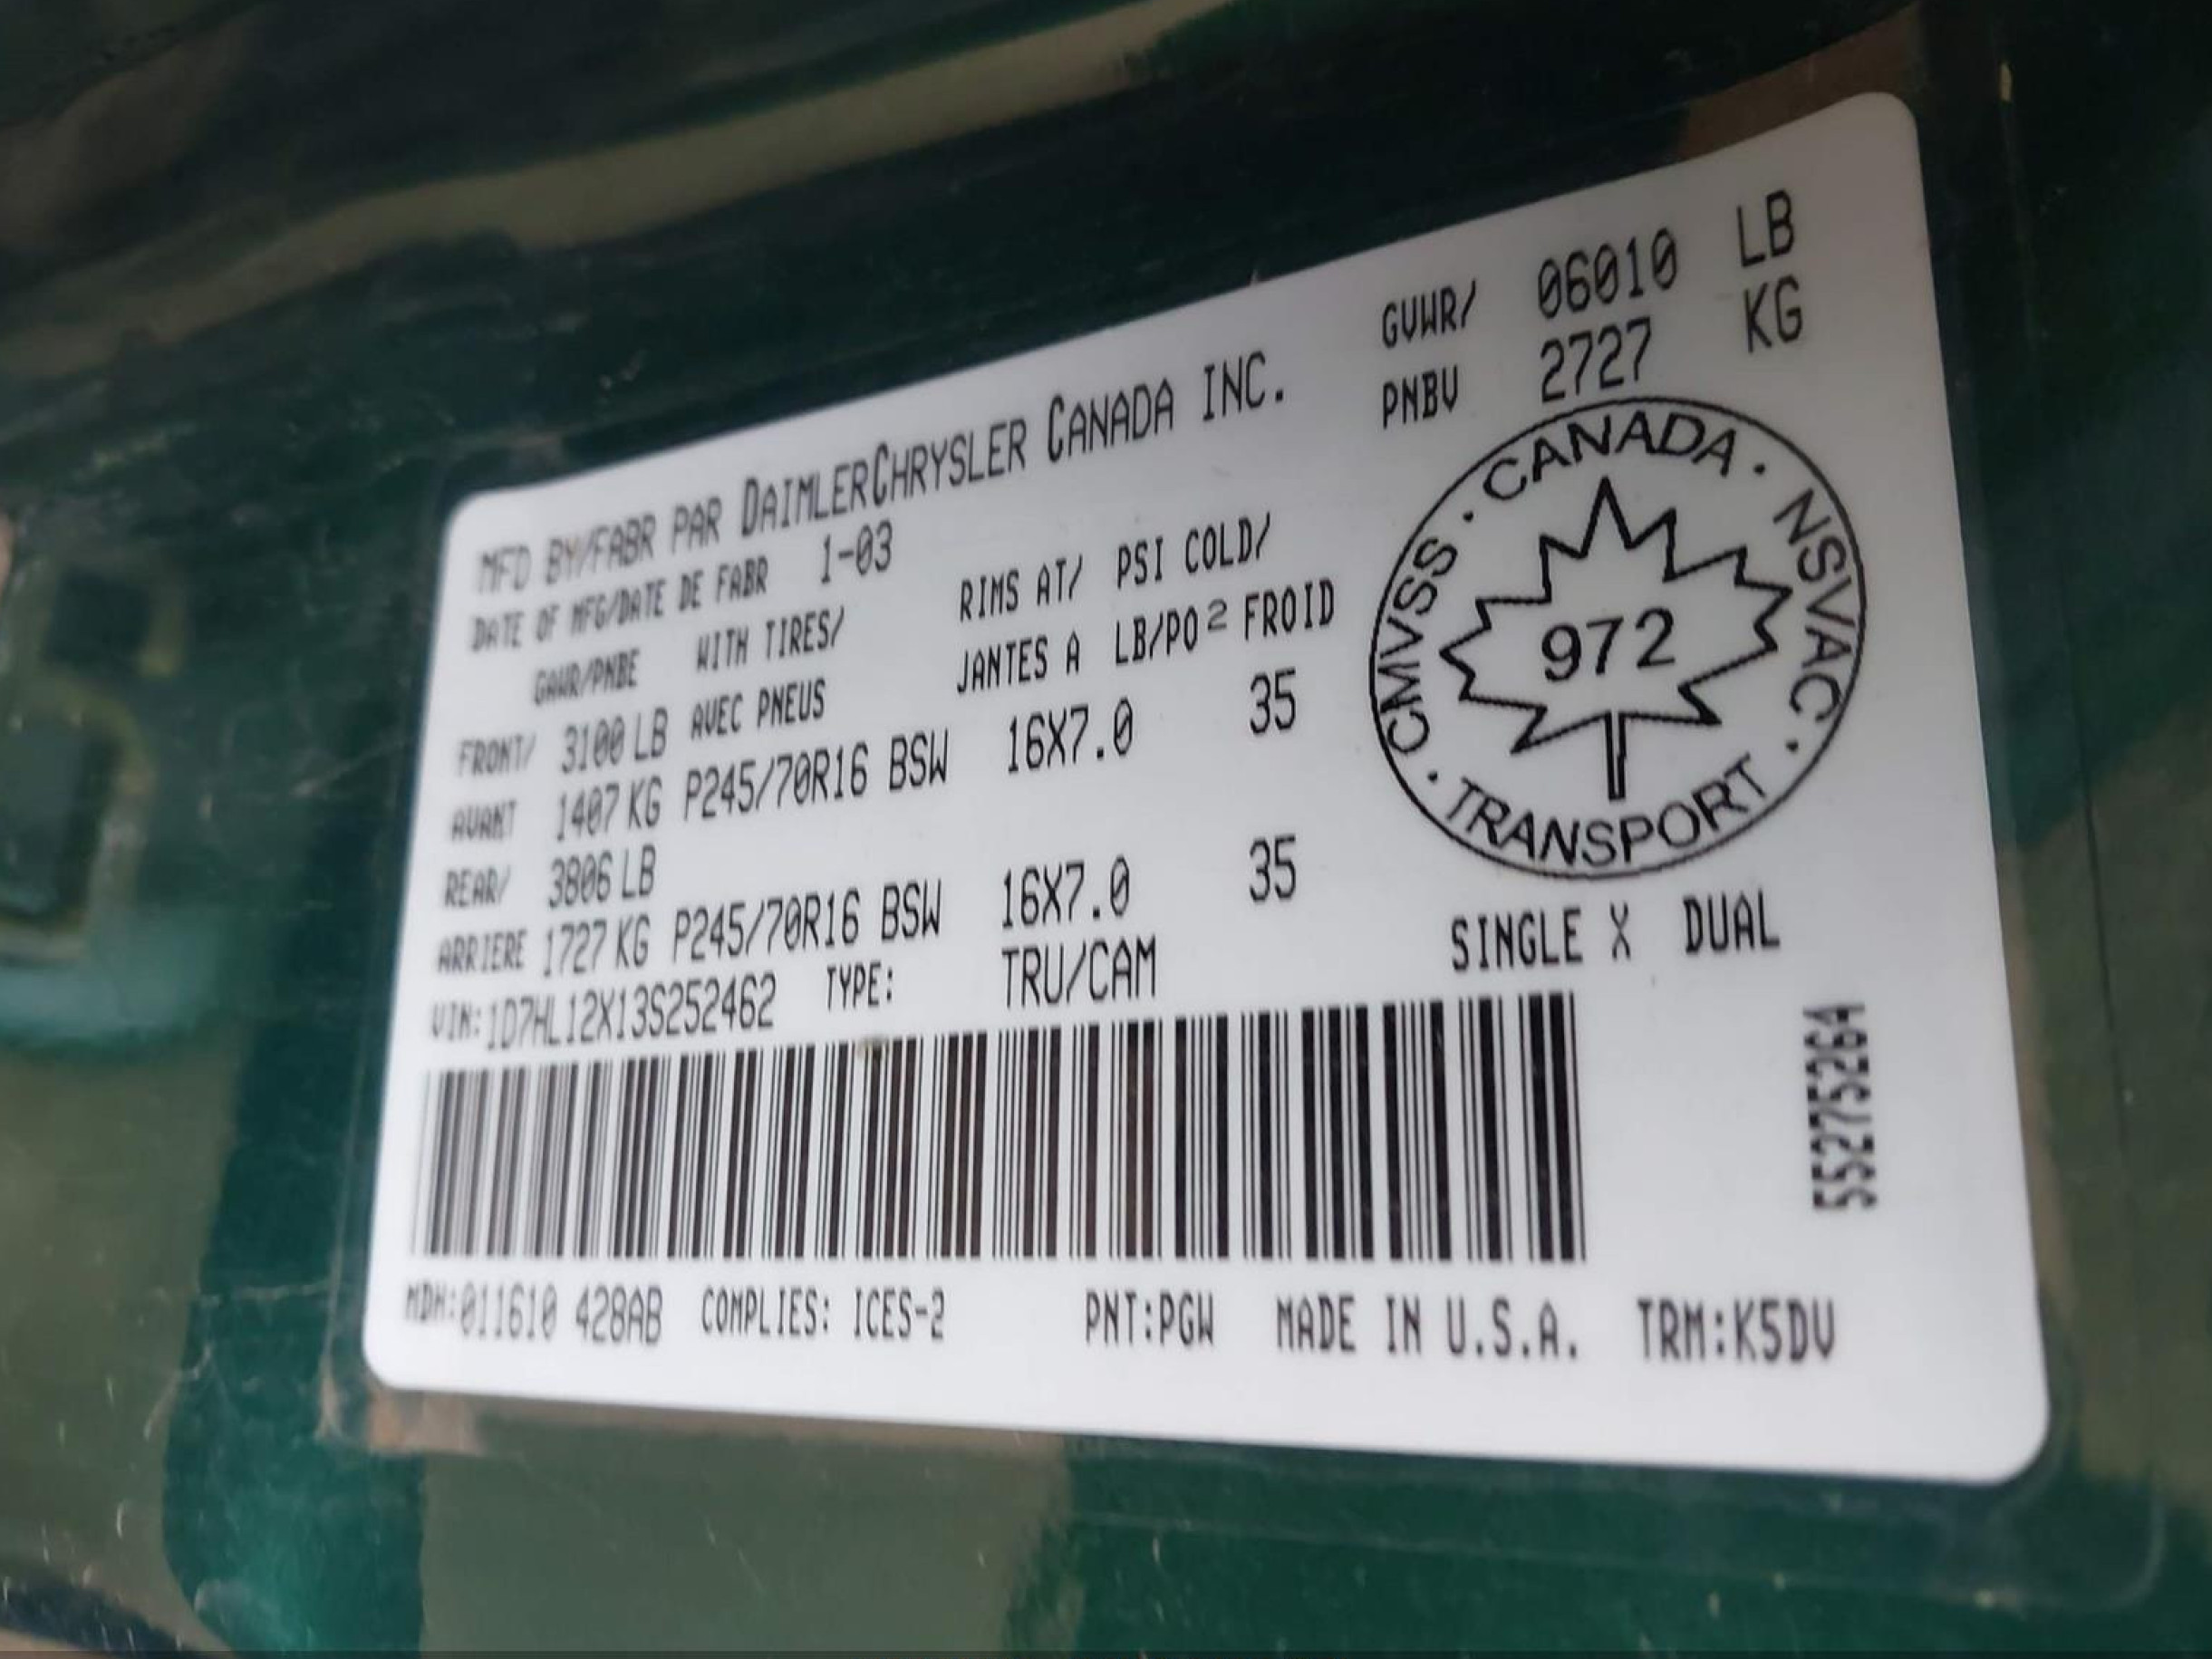 MFD BY/FABR PAR DAIMLERCHRYSLER CANADA INC.
GVWR/ 06010 LB
PNBV 2727 KG
DATE OF MFG/DATE DE FABR 1-03
GAWR/PNBE WITH TIRES/ RIMS AT/ PSI COLD/
AVEC PNEUS JANTES A LB/PO² FROID
FRONT/ 3100 LB
AVANT 1407 KG P245/70R16 BSW 16X7.0 35
REAR/ 3806 LB
ARRIERE 1727 KG P245/70R16 BSW 16X7.0 35
CMVSS · CANADA · NSVAC · TRANSPORT ·
972
VIN: 1D7HL12X13S252462 TYPE: TRU/CAM SINGLE X DUAL
55275264
MDH:011610 428AB COMPLIES: ICES-2 PNT:PGW MADE IN U.S.A. TRM:K5DV